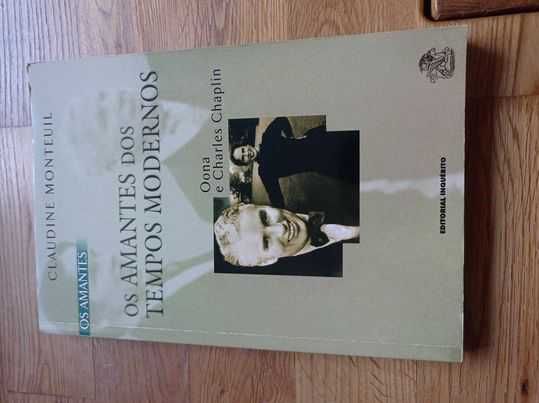 CLAUDINE MONTEUIL
OS AMANTES
OS AMANTES DOS
TEMPOS MODERNOS
Oona
e Charles Chaplin
EDITORIAL INQUÉRITO